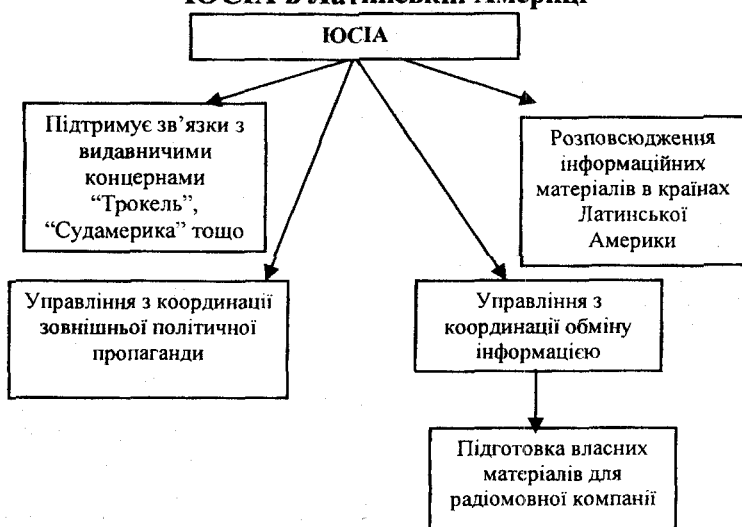 ЮСІА в Латинській Америці
ЮСІА
Підтримує зв’язки з
видавничими
концернами
“Трокель”,
“Судамерика” тощо
Розповсюдження
інформаційних
матеріалів в країнах
Латинської
Америки
Управління з координації
зовнішньої політичної
пропаганди
Управління з
координації обміну
інформацією
Підготовка власних
матеріалів для
радіомовної компанії